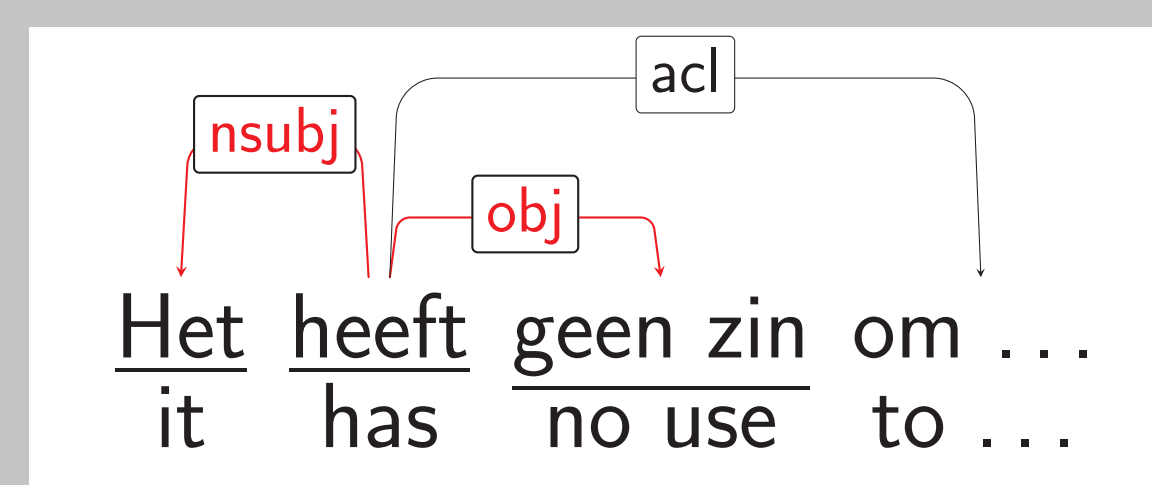 acl
nsubj
obj
Het heeft geen zin om . . .
it has no use to . . .